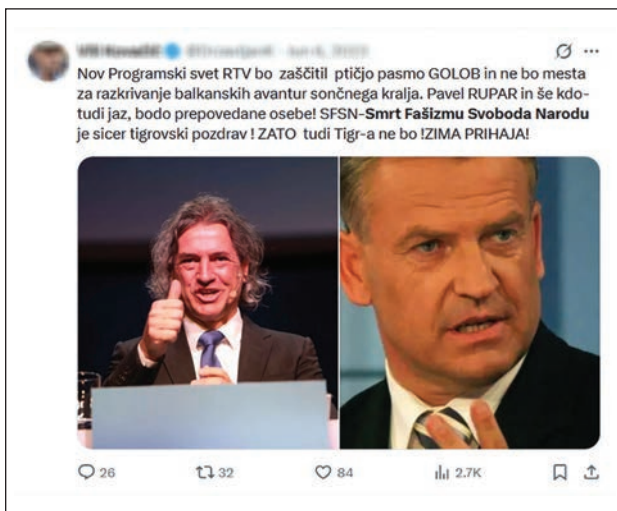 Nov Programski svet RTV bo zaščitil ptičjo pasmo GOLOB in ne bo mesta
za razkrivanje balkanskih avantur sončnega kralja. Pavel RUPAR in še kdo-
tudi jaz, bodo prepovedane osebe! SFSN-Smrt Fašizmu Svoboda Narodu
je sicer tigrovski pozdrav ! ZATO tudi Tigr-a ne bo !ZIMA PRIHAJA!
26 32 84 2.7K